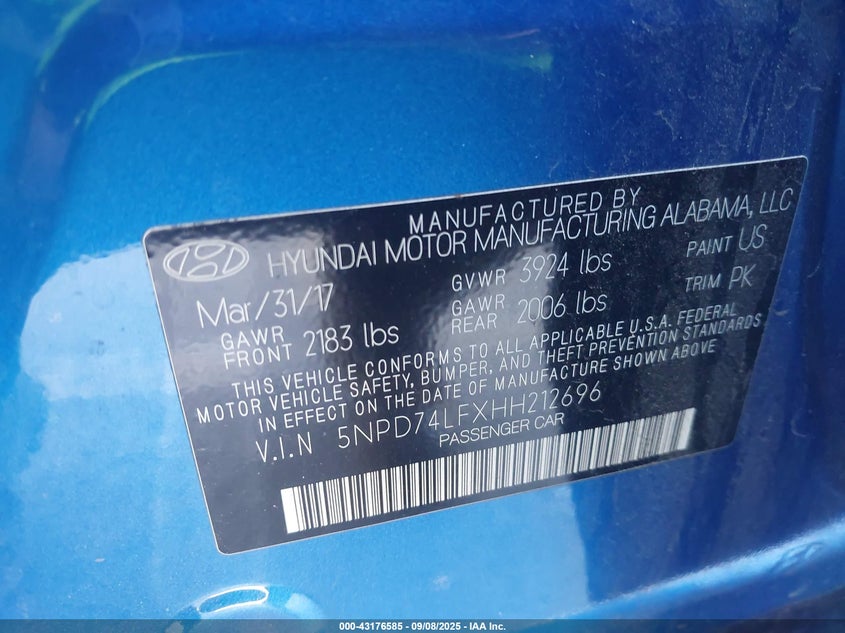 MANUFACTURED BY
HYUNDAI MOTOR MANUFACTURING ALABAMA, LLC
Mar/31/17 GVWR 3924 lbs PAINT US
GAWR FRONT 2183 lbs GAWR REAR 2006 lbs TRIM PK
THIS VEHICLE CONFORMS TO ALL APPLICABLE U.S.A. FEDERAL
MOTOR VEHICLE SAFETY, BUMPER, AND THEFT PREVENTION STANDARDS
IN EFFECT ON THE DATE OF MANUFACTURE SHOWN ABOVE
V.I.N 5NPD74LFXHH212696
PASSENGER CAR
000-43176585 - 09/08/2025 - IAA Inc.